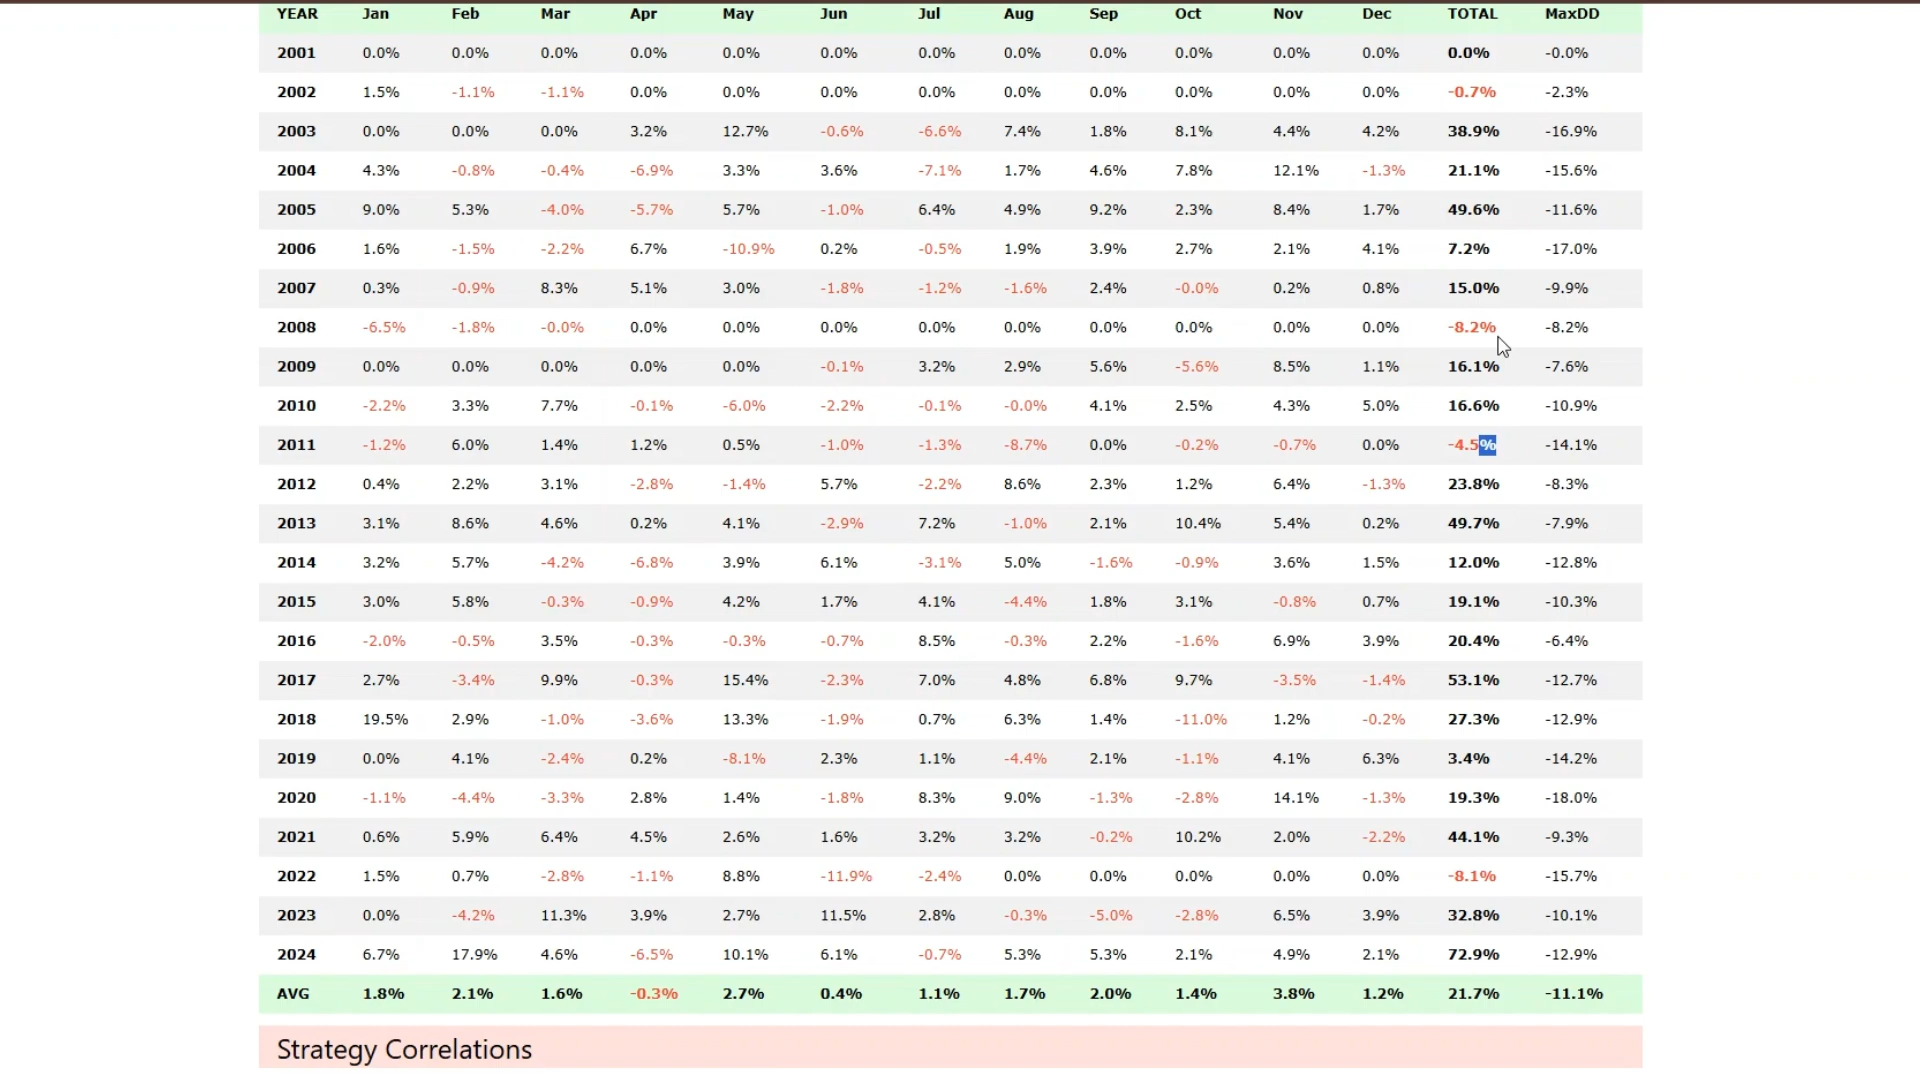 YEAR Jan Feb Mar Apr May Jun Jul Aug Sep Oct Nov Dec TOTAL MaxDD
2001 0.0% 0.0% 0.0% 0.0% 0.0% 0.0% 0.0% 0.0% 0.0% 0.0% 0.0% 0.0% 0.0% -0.0%
2002 1.5% -1.1% -1.1% 0.0% 0.0% 0.0% 0.0% 0.0% 0.0% 0.0% 0.0% 0.0% -0.7% -2.3%
2003 0.0% 0.0% 0.0% 3.2% 12.7% -0.6% -6.6% 7.4% 1.8% 8.1% 4.4% 4.2% 38.9% -16.9%
2004 4.3% -0.8% -0.4% -6.9% 3.3% 3.6% -7.1% 1.7% 4.6% 7.8% 12.1% -1.3% 21.1% -15.6%
2005 9.0% 5.3% -4.0% -5.7% 5.7% -1.0% 6.4% 4.9% 9.2% 2.3% 8.4% 1.7% 49.6% -11.6%
2006 1.6% -1.5% -2.2% 6.7% -10.9% 0.2% -0.5% 1.9% 3.9% 2.7% 2.1% 4.1% 7.2% -17.0%
2007 0.3% -0.9% 8.3% 5.1% 3.0% -1.8% -1.2% -1.6% 2.4% -0.0% 0.2% 0.8% 15.0% -9.9%
2008 -6.5% -1.8% -0.0% 0.0% 0.0% 0.0% 0.0% 0.0% 0.0% 0.0% 0.0% 0.0% -8.2% -8.2%
2009 0.0% 0.0% 0.0% 0.0% 0.0% -0.1% 3.2% 2.9% 5.6% -5.6% 8.5% 1.1% 16.1% -7.6%
2010 -2.2% 3.3% 7.7% -0.1% -6.0% -2.2% -0.1% -0.0% 4.1% 2.5% 4.3% 5.0% 16.6% -10.9%
2011 -1.2% 6.0% 1.4% 1.2% 0.5% -1.0% -1.3% -8.7% 0.0% -0.2% -0.7% 0.0% -4.5% -14.1%
2012 0.4% 2.2% 3.1% -2.8% -1.4% 5.7% -2.2% 8.6% 2.3% 1.2% 6.4% -1.3% 23.8% -8.3%
2013 3.1% 8.6% 4.6% 0.2% 4.1% -2.9% 7.2% -1.0% 2.1% 10.4% 5.4% 0.2% 49.7% -7.9%
2014 3.2% 5.7% -4.2% -6.8% 3.9% 6.1% -3.1% 5.0% -1.6% -0.9% 3.6% 1.5% 12.0% -12.8%
2015 3.0% 5.8% -0.3% -0.9% 4.2% 1.7% 4.1% -4.4% 1.8% 3.1% -0.8% 0.7% 19.1% -10.3%
2016 -2.0% -0.5% 3.5% -0.3% -0.3% -0.7% 8.5% -0.3% 2.2% -1.6% 6.9% 3.9% 20.4% -6.4%
2017 2.7% -3.4% 9.9% -0.3% 15.4% -2.3% 7.0% 4.8% 6.8% 9.7% -3.5% -1.4% 53.1% -12.7%
2018 19.5% 2.9% -1.0% -3.6% 13.3% -1.9% 0.7% 6.3% 1.4% -11.0% 1.2% -0.2% 27.3% -12.9%
2019 0.0% 4.1% -2.4% 0.2% -8.1% 2.3% 1.1% -4.4% 2.1% -1.1% 4.1% 6.3% 3.4% -14.2%
2020 -1.1% -4.4% -3.3% 2.8% 1.4% -1.8% 8.3% 9.0% -1.3% -2.8% 14.1% -1.3% 19.3% -18.0%
2021 0.6% 5.9% 6.4% 4.5% 2.6% 1.6% 3.2% 3.2% -0.2% 10.2% 2.0% -2.2% 44.1% -9.3%
2022 1.5% 0.7% -2.8% -1.1% 8.8% -11.9% -2.4% 0.0% 0.0% 0.0% 0.0% 0.0% -8.1% -15.7%
2023 0.0% -4.2% 11.3% 3.9% 2.7% 11.5% 2.8% -0.3% -5.0% -2.8% 6.5% 3.9% 32.8% -10.1%
2024 6.7% 17.9% 4.6% -6.5% 10.1% 6.1% -0.7% 5.3% 5.3% 2.1% 4.9% 2.1% 72.9% -12.9%
AVG 1.8% 2.1% 1.6% -0.3% 2.7% 0.4% 1.1% 1.7% 2.0% 1.4% 3.8% 1.2% 21.7% -11.1%
Strategy Correlations